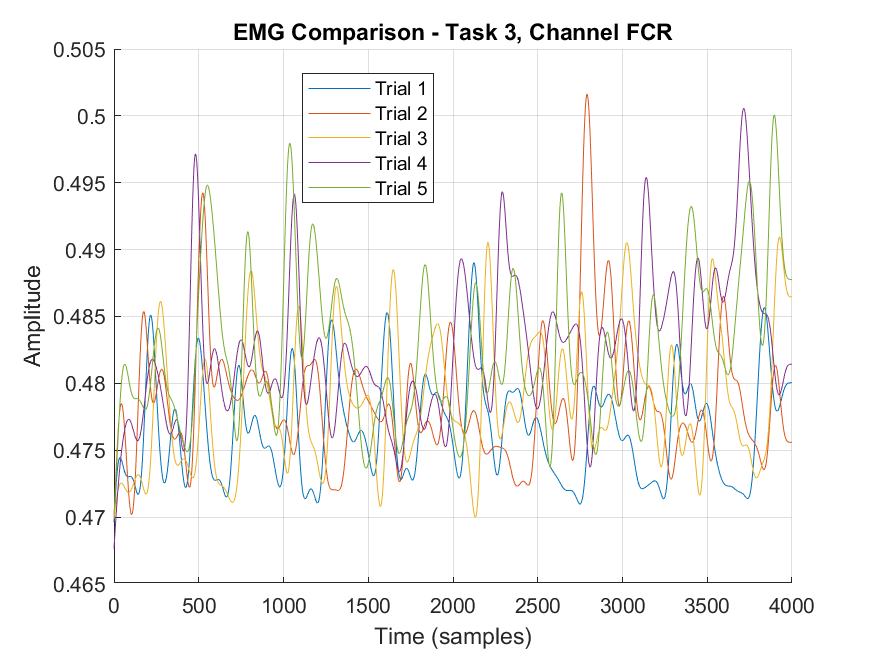 EMG Comparison - Task 3, Channel FCR
0.505
0.5
0.495
0.49
0.485
0.48
0.475
0.47
0.465
Amplitude
Trial 1
Trial 2
Trial 3
Trial 4
Trial 5
0 500 1000 1500 2000 2500 3000 3500 4000
Time (samples)